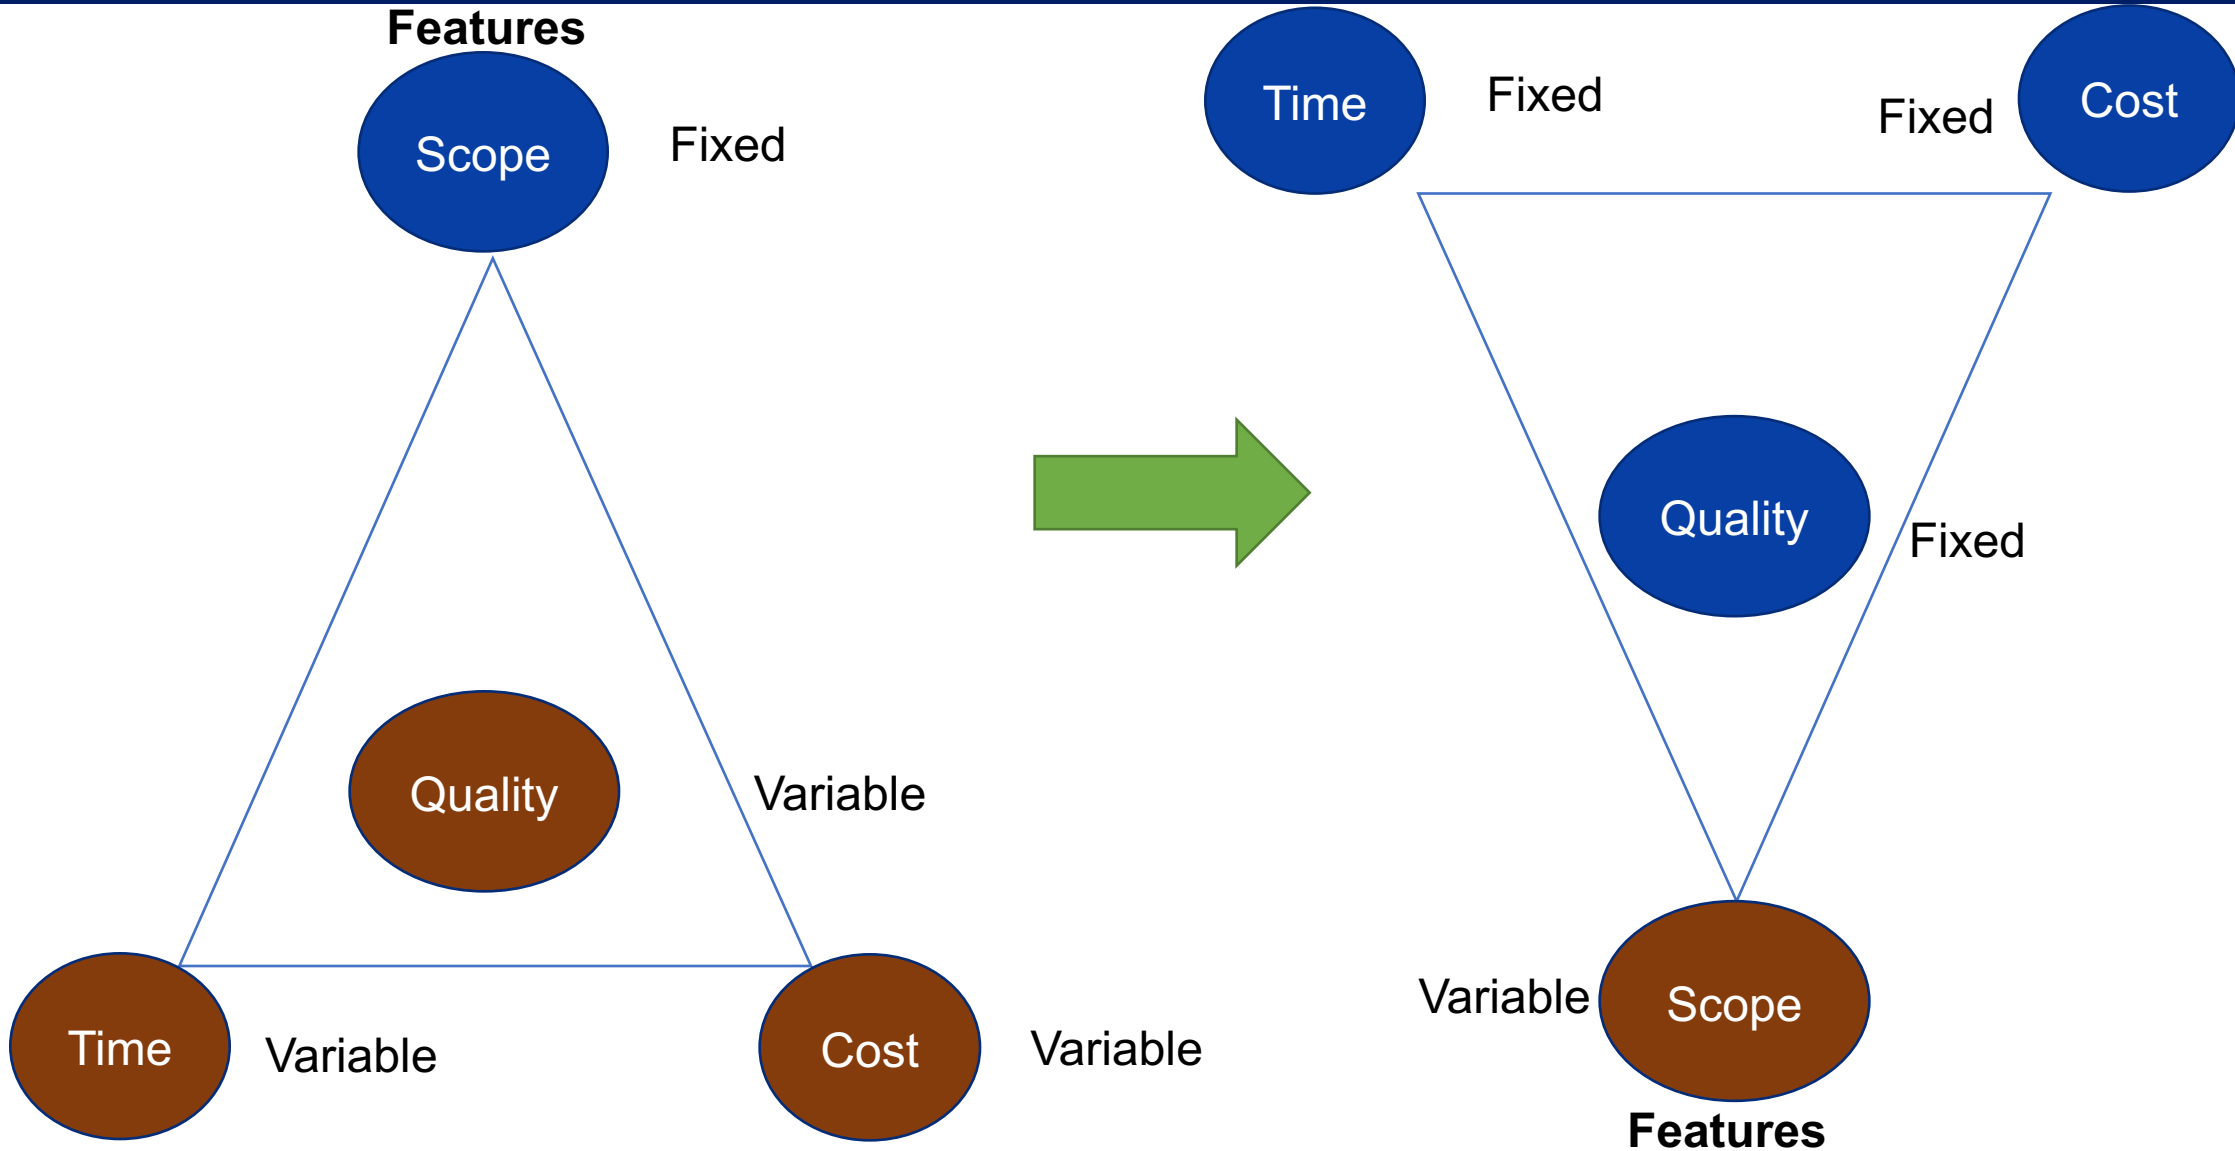 Features
Scope
Fixed
Quality
Variable
Time
Variable
Cost
Variable
Time
Fixed
Fixed
Cost
Quality
Fixed
Variable
Scope
Features